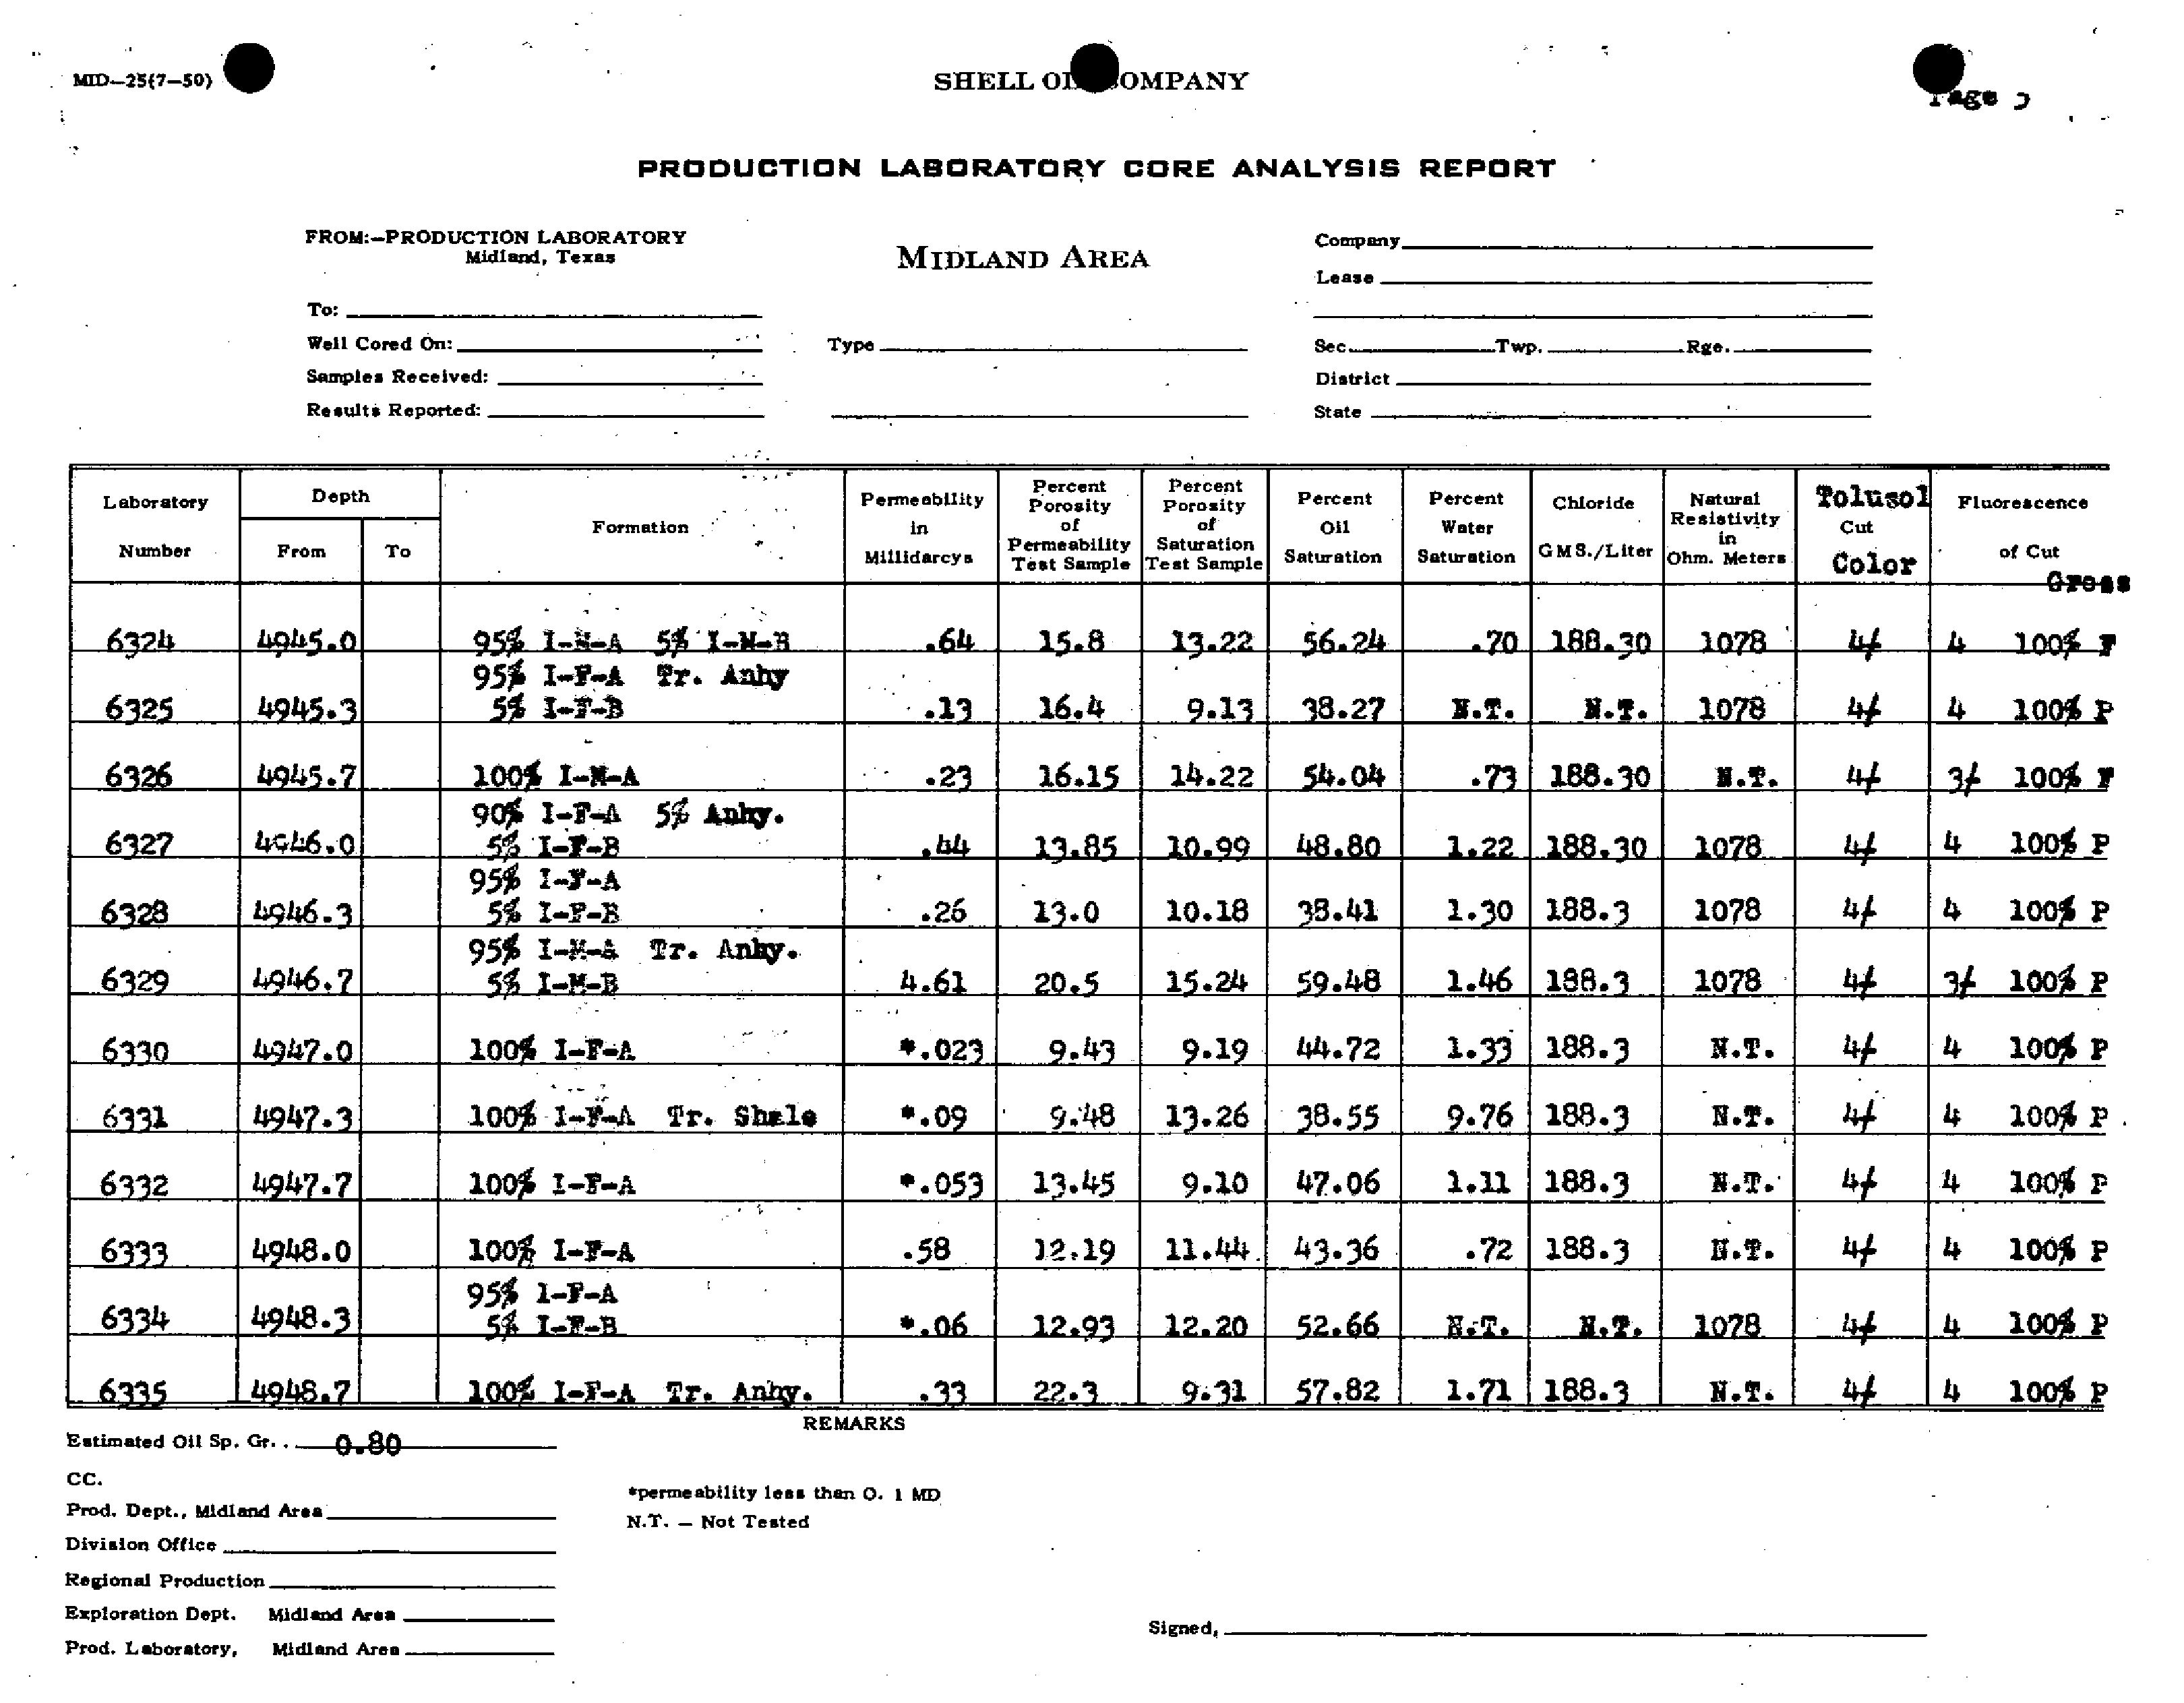 MID—25(7—50)
SHELL OIL COMPANY
Page
PRODUCTION LABORATORY CORE ANALYSIS REPORT
FROM:—PRODUCTION LABORATORY
Midland, Texas
MIDLAND AREA
Company
Lease
To:
Well Cored On: Type Sec. Twp. Rge.
Samples Received: District
Results Reported: State
Laboratory Number Depth From To Formation Permeability in Millidarcys Percent Porosity of Permeability Test Sample Percent Porosity of Saturation Test Sample Percent Oil Saturation Percent Water Saturation Chloride GMS./Liter Natural Resistivity in Ohm. Meters Tolusol Cut Color Fluorescence of Cut Gross
6324 4945.0 95% I-M-A 5% I-M-B .64 15.8 13.22 56.24 .70 188.30 1078 4/ 4 100% F
95% I-F-A Tr. Anhy
6325 4945.3 5% I-F-B .13 16.4 9.13 38.27 N.T. N.T. 1078 4/ 4 100% P
6326 4945.7 100% I-M-A .23 16.15 14.22 54.04 .73 188.30 N.T. 4/ 3/ 100% F
90% I-F-A 5% Anhy.
6327 4946.0 5% I-F-B .44 13.85 10.99 48.80 1.22 188.30 1078 4/ 4 100% P
95% I-F-A
6328 4946.3 5% I-F-B .26 13.0 10.18 38.41 1.30 188.3 1078 4/ 4 100% P
95% I-M-A Tr. Anhy.
6329 4946.7 5% I-M-B 4.61 20.5 15.24 59.48 1.46 188.3 1078 4/ 3/ 100% P
6330 4947.0 100% I-F-A *.023 9.43 9.19 44.72 1.33 188.3 N.T. 4/ 4 100% P
6331 4947.3 100% I-F-A Tr. Shale *.09 9.48 13.26 38.55 9.76 188.3 N.T. 4/ 4 100% P
6332 4947.7 100% I-F-A *.053 13.45 9.10 47.06 1.11 188.3 N.T. 4/ 4 100% P
6333 4948.0 100% I-F-A .58 12.19 11.44 43.36 .72 188.3 N.T. 4/ 4 100% P
95% 1-F-A
6334 4948.3 5% I-F-B *.06 12.93 12.20 52.66 N.T. N.T. 1078 4/ 4 100% P
6335 4948.7 100% I-F-A Tr. Anhy. .33 22.3 9.31 57.82 1.71 188.3 N.T. 4/ 4 100% P
REMARKS
Estimated Oil Sp. Gr. . . 0.80
CC.
*permeability less than O. 1 MD
Prod. Dept., Midland Area
N.T. — Not Tested
Division Office
Regional Production
Exploration Dept. Midland Area
Signed,
Prod. Laboratory, Midland Area